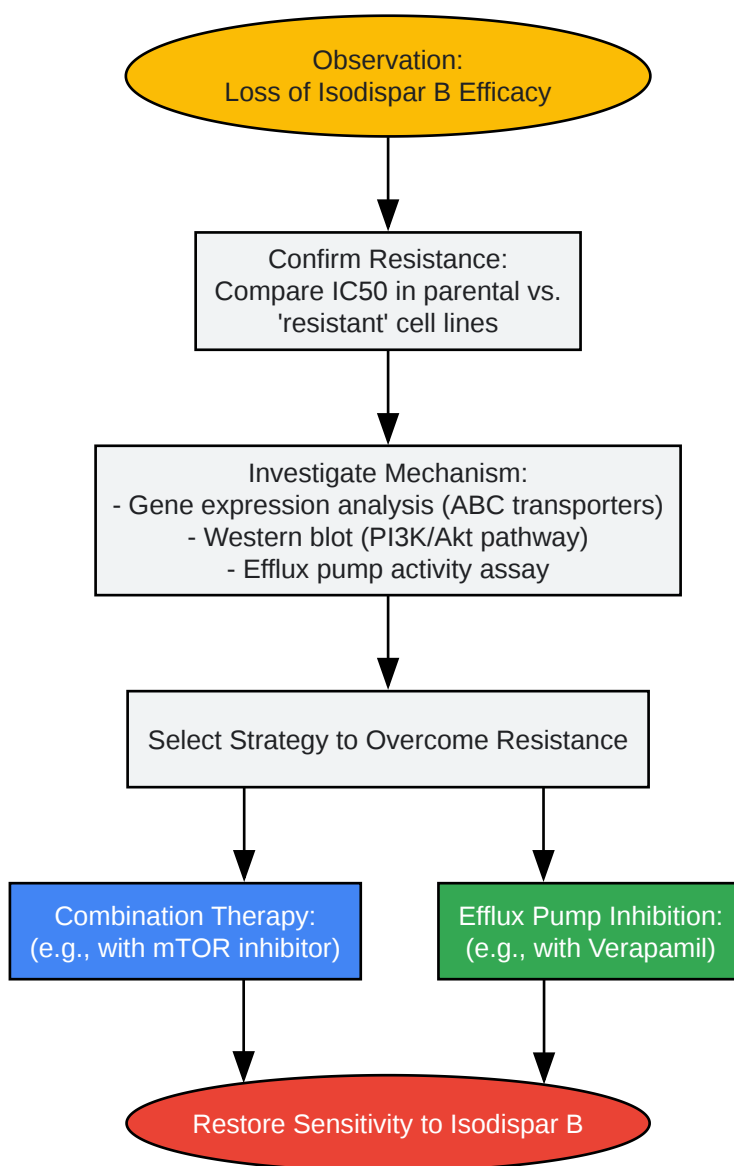 Observation:
Loss of Isodispar B Efficacy
Confirm Resistance:
Compare IC50 in parental vs.
'resistant' cell lines
Investigate Mechanism:
- Gene expression analysis (ABC transporters)
- Western blot (PI3K/Akt pathway)
- Efflux pump activity assay
Select Strategy to Overcome Resistance
Combination Therapy:
(e.g., with mTOR inhibitor)
Efflux Pump Inhibition:
(e.g., with Verapamil)
Restore Sensitivity to Isodispar B